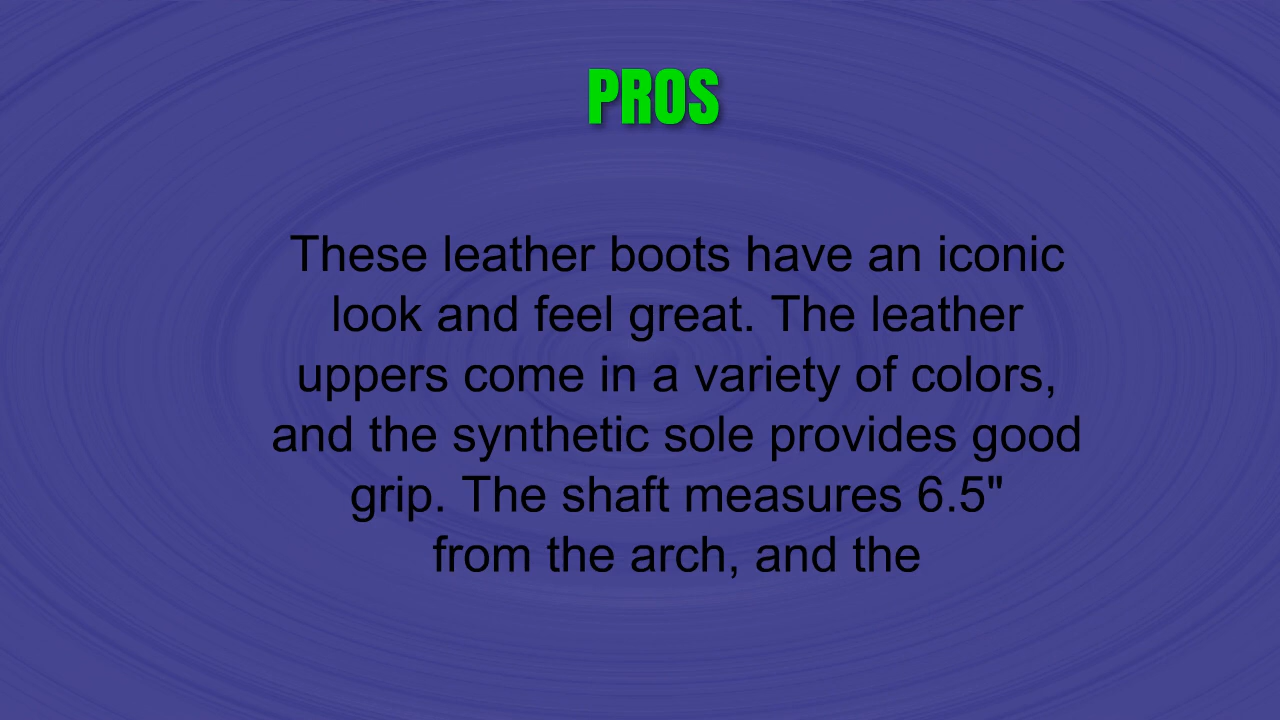 PROS
These leather boots have an iconic
look and feel great. The leather
uppers come in a variety of colors,
and the synthetic sole provides good
grip. The shaft measures 6.5"
from the arch, and the